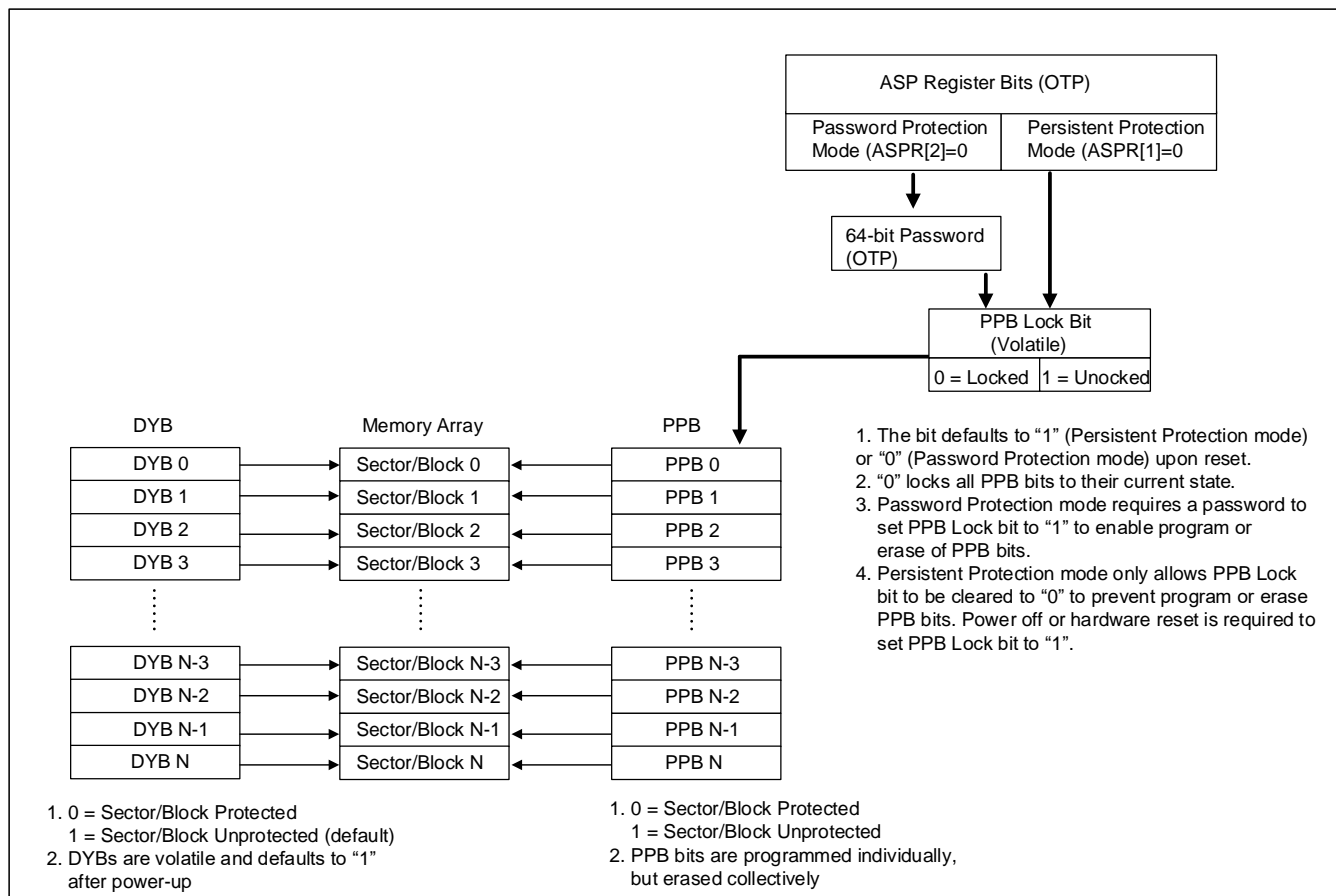 ASP Register Bits (OTP)
Password Protection
Mode (ASPR[2]=0
Persistent Protection
Mode (ASPR[1]=0
64-bit Password
(OTP)
PPB Lock Bit
(Volatile)
0 = Locked
1 = Unocked
1. The bit defaults to “1” (Persistent Protection mode)
or “0” (Password Protection mode) upon reset.
2. “0” locks all PPB bits to their current state.
3. Password Protection mode requires a password to
set PPB Lock bit to “1” to enable program or
erase of PPB bits.
4. Persistent Protection mode only allows PPB Lock
bit to be cleared to “0” to prevent program or erase
PPB bits. Power off or hardware reset is required to
set PPB Lock bit to “1”.
DYB
Memory Array
PPB
DYB 0
Sector/Block 0
PPB 0
DYB 1
Sector/Block 1
PPB 1
DYB 2
Sector/Block 2
PPB 2
DYB 3
Sector/Block 3
PPB 3
DYB N-3
Sector/Block N-3
PPB N-3
DYB N-2
Sector/Block N-2
PPB N-2
DYB N-1
Sector/Block N-1
PPB N-1
DYB N
Sector/Block N
PPB N
1. 0 = Sector/Block Protected
1 = Sector/Block Unprotected (default)
2. DYBs are volatile and defaults to “1”
after power-up
1. 0 = Sector/Block Protected
1 = Sector/Block Unprotected
2. PPB bits are programmed individually,
but erased collectively